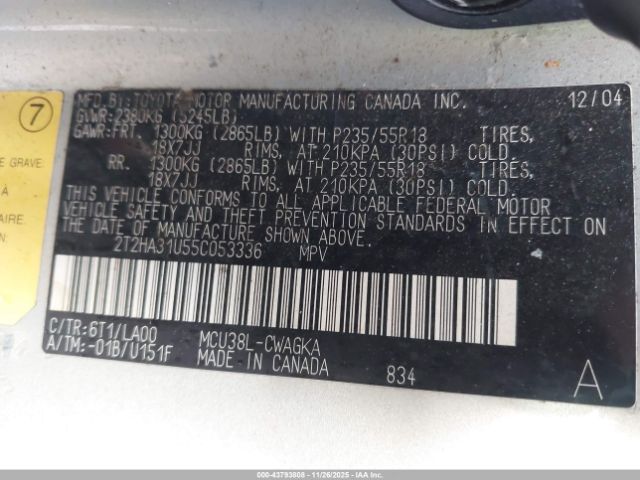 7
E GRAVE.
À
AIRE.
MFD. BY: TOYOTA MOTOR MANUFACTURING CANADA INC. 12/04
GVWR: 2380KG (5245LB)
GAWR: FRT. 1300KG (2865LB) WITH P235/55R18 TIRES,
18X7JJ RIMS, AT 210KPA (30PSI) COLD.
RR. 1300KG (2865LB) WITH P235/55R18 TIRES,
18X7JJ RIMS, AT 210KPA (30PSI) COLD.
THIS VEHICLE CONFORMS TO ALL APPLICABLE FEDERAL MOTOR
VEHICLE SAFETY AND THEFT PREVENTION STANDARDS IN EFFECT ON
THE DATE OF MANUFACTURE SHOWN ABOVE.
2T2HA31U55C053336 MPV
C/TR: 6T1/LA00 MCU38L-CWAGKA
A/TM: -01B/U151F MADE IN CANADA 834 A
000-43793808 - 11/26/2025 - iaai.com